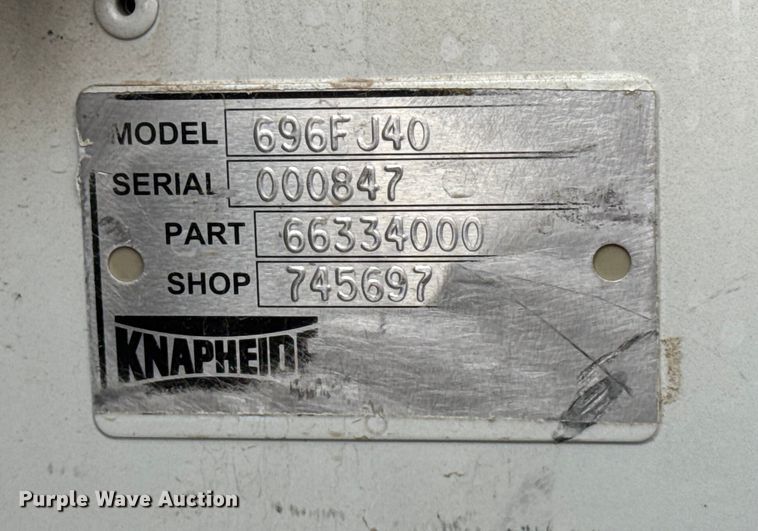 MODEL 696FJ40
SERIAL 000847
PART 66334000
SHOP 745697
KNAPHEIDE
Purple Wave Auction